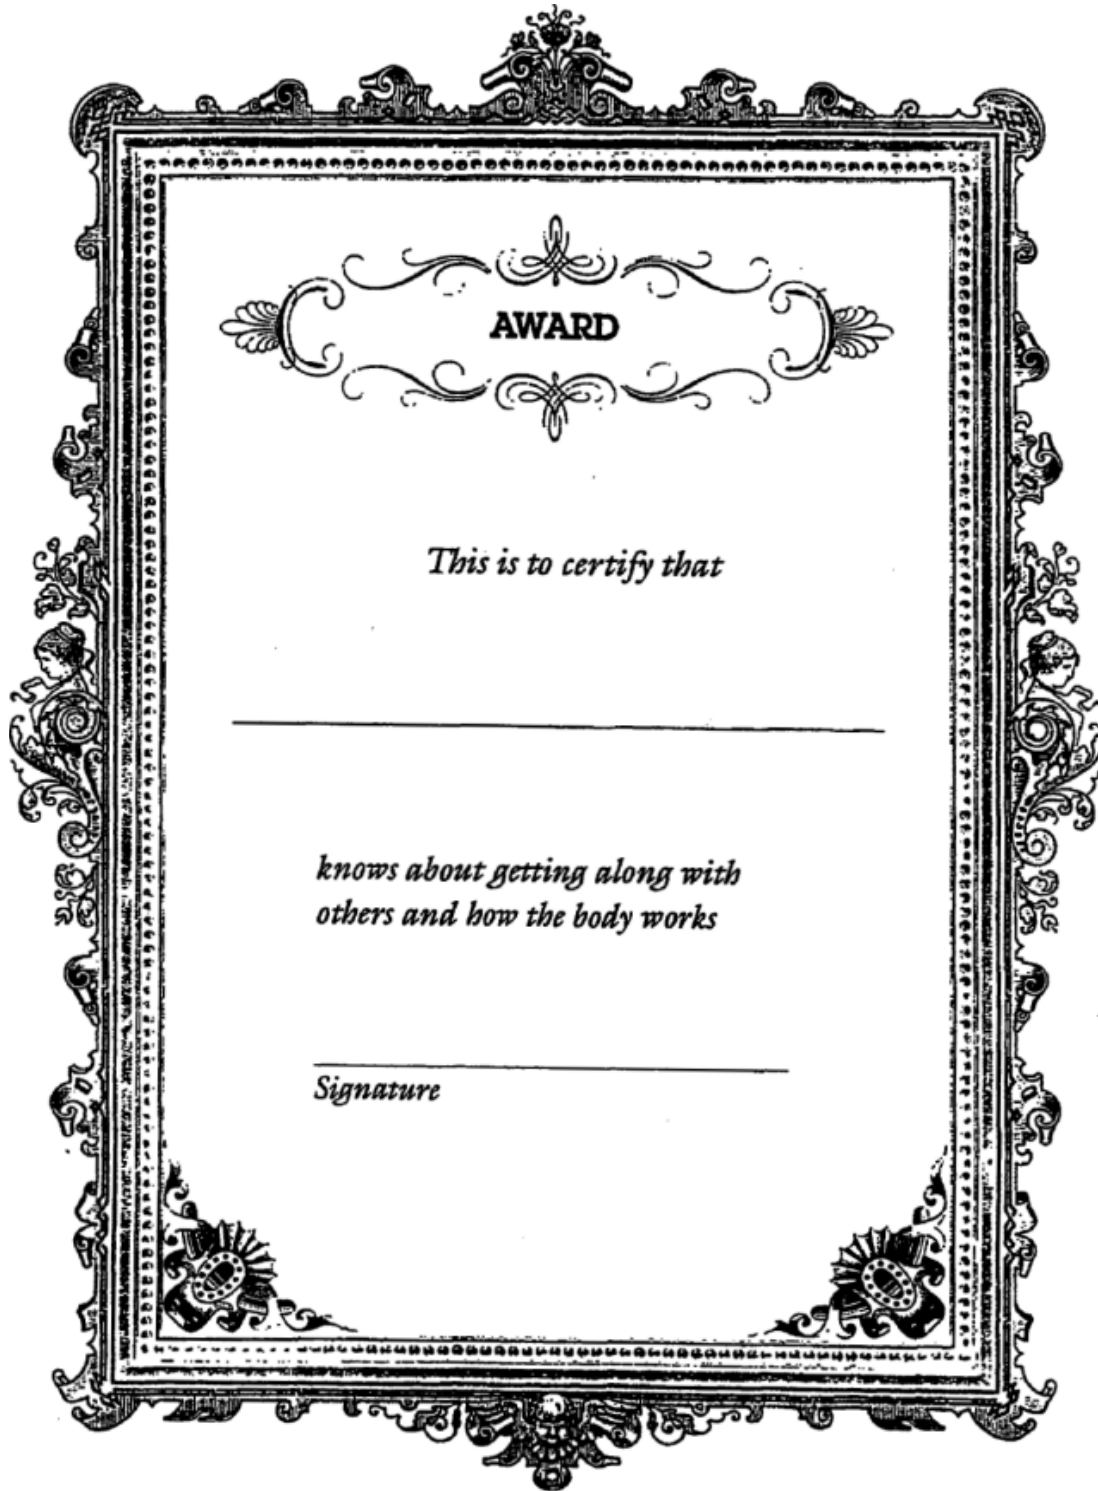 AWARD
This is to certify that
knows about getting along with
others and how the body works
Signature